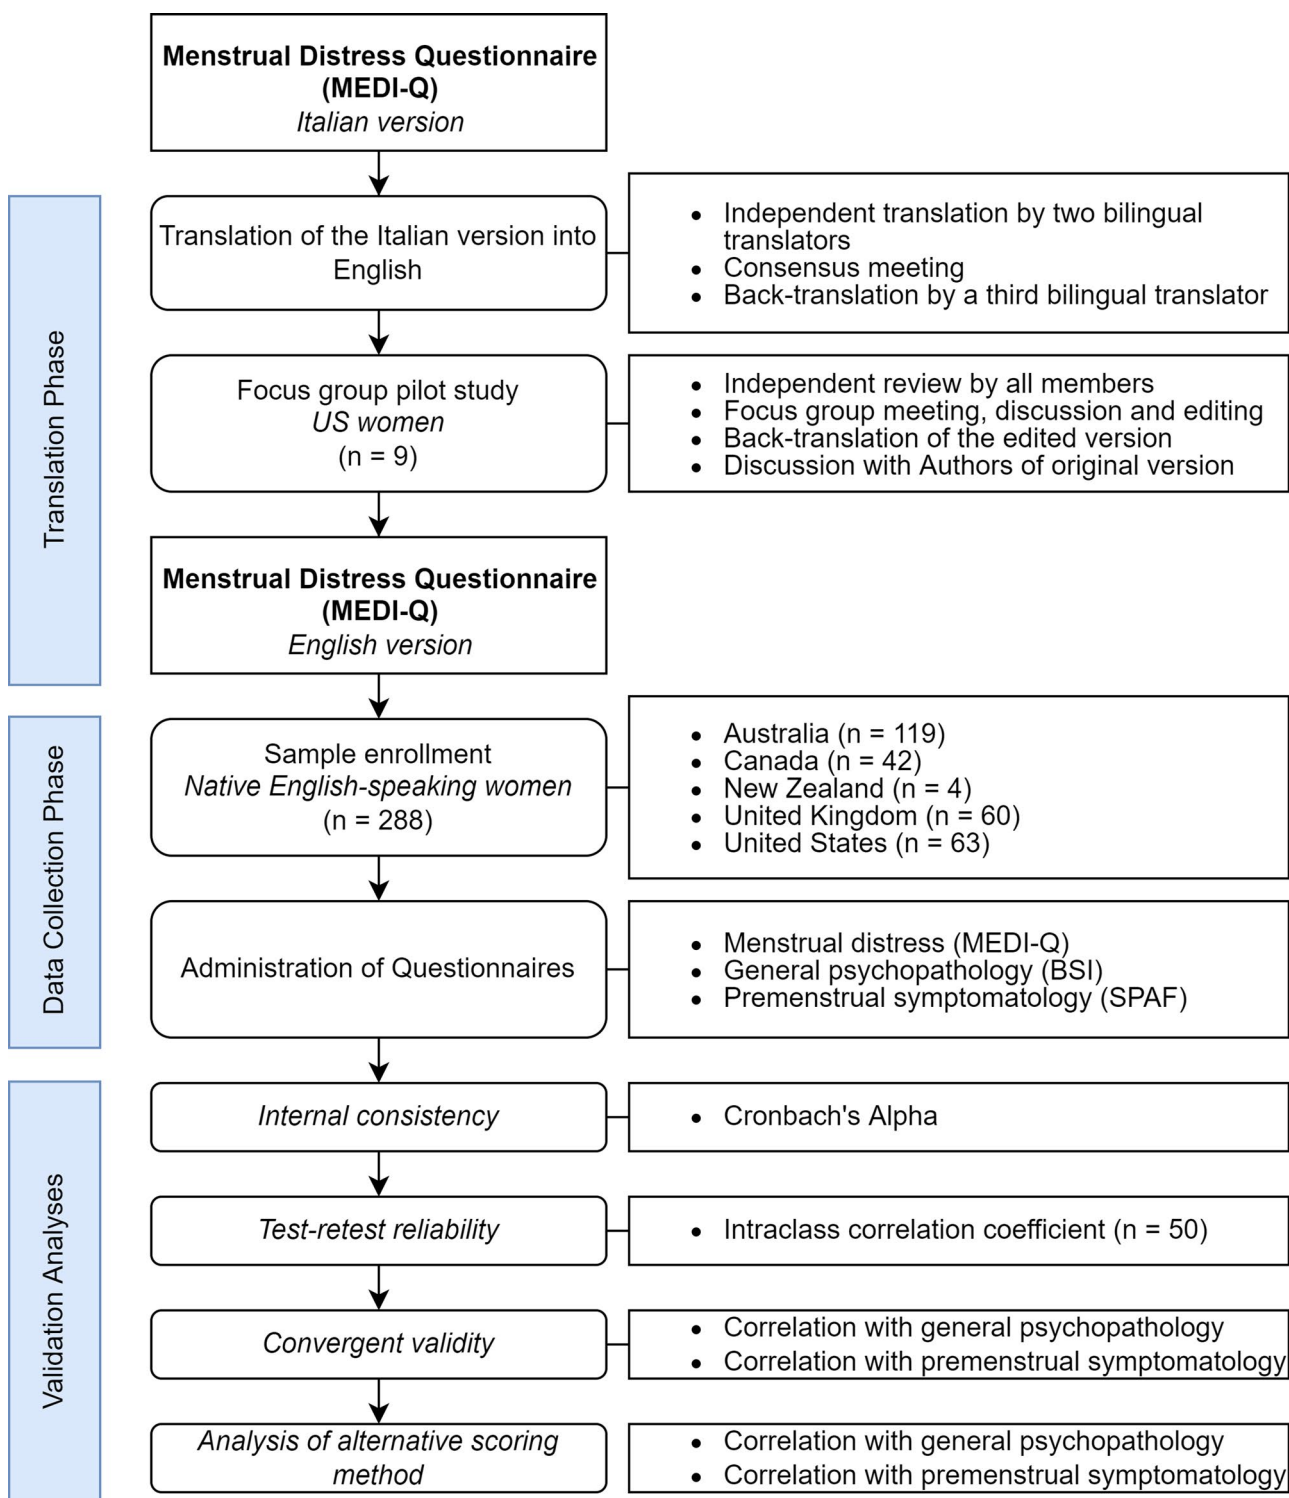 Menstrual Distress Questionnaire
(MEDI-Q)
Italian version
Translation Phase
Translation of the Italian version into
English
• Independent translation by two bilingual
translators
• Consensus meeting
• Back-translation by a third bilingual translator
Focus group pilot study
US women
(n = 9)
• Independent review by all members
• Focus group meeting, discussion and editing
• Back-translation of the edited version
• Discussion with Authors of original version
Menstrual Distress Questionnaire
(MEDI-Q)
English version
Data Collection Phase
Sample enrollment
Native English-speaking women
(n = 288)
• Australia (n = 119)
• Canada (n = 42)
• New Zealand (n = 4)
• United Kingdom (n = 60)
• United States (n = 63)
Administration of Questionnaires
• Menstrual distress (MEDI-Q)
• General psychopathology (BSI)
• Premenstrual symptomatology (SPAF)
Validation Analyses
Internal consistency
• Cronbach's Alpha
Test-retest reliability
• Intraclass correlation coefficient (n = 50)
Convergent validity
• Correlation with general psychopathology
• Correlation with premenstrual symptomatology
Analysis of alternative scoring
method
• Correlation with general psychopathology
• Correlation with premenstrual symptomatology